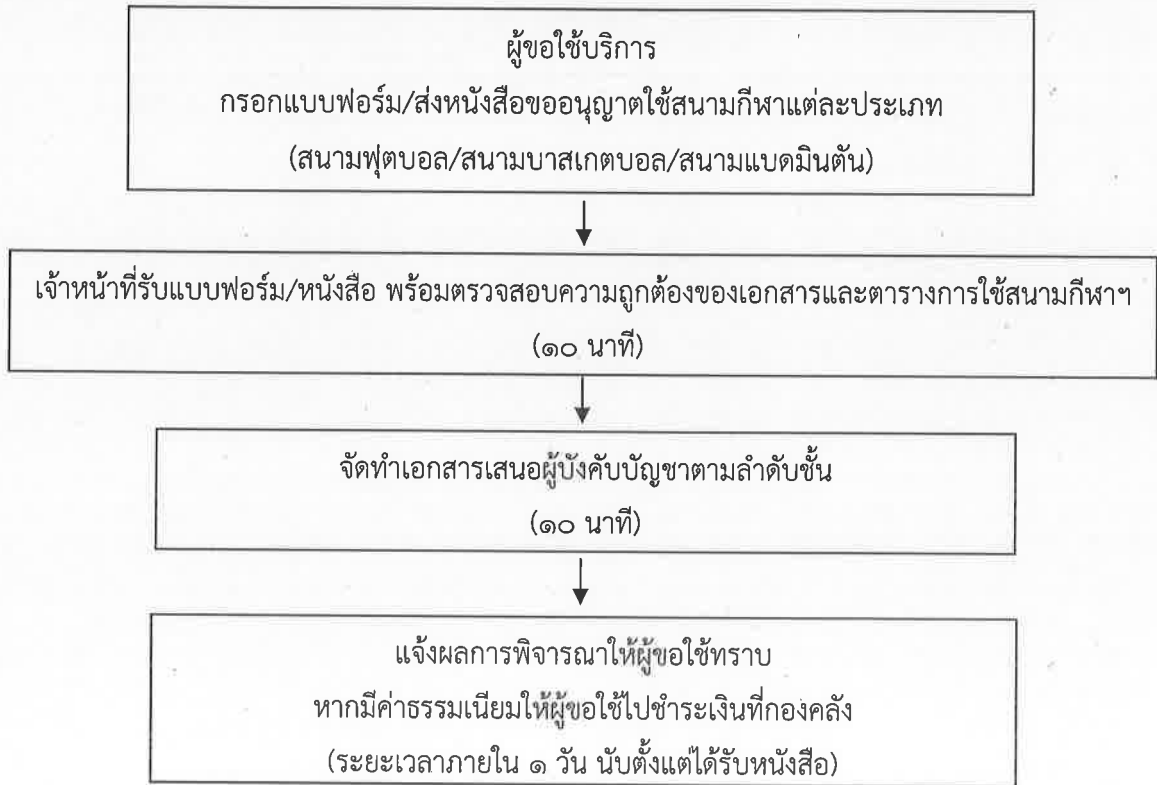 ผู้ขอใช้บริการ
กรอกแบบฟอร์ม/ส่งหนังสือขออนุญาตใช้สนามกีฬาแต่ละประเภท
(สนามฟุตบอล/สนามบาสเกตบอล/สนามแบดมินตัน)
เจ้าหน้าที่รับแบบฟอร์ม/หนังสือ พร้อมตรวจสอบความถูกต้องของเอกสารและตารางการใช้สนามกีฬาฯ
(๑๐ นาที)
จัดทำเอกสารเสนอผู้บังคับบัญชาตามลำดับชั้น
(๑๐ นาที)
แจ้งผลการพิจารณาให้ผู้ขอใช้ทราบ
หากมีค่าธรรมเนียมให้ผู้ขอใช้ไปชำระเงินที่กองคลัง
(ระยะเวลาภายใน ๑ วัน นับตั้งแต่ได้รับหนังสือ)